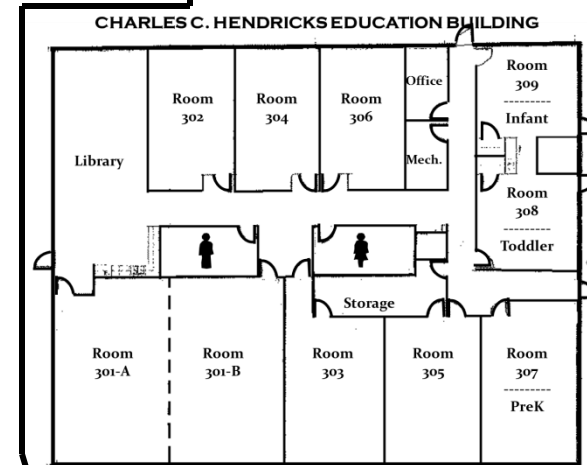 CHARLES C. HENDRICKS EDUCATION BUILDING
Room
302
Room
304
Room
306
Office
Mech.
Room
309
Infant
Library
Room
308
Toddler
Storage
Room
301-A
Room
301-B
Room
303
Room
305
Room
307
PreK